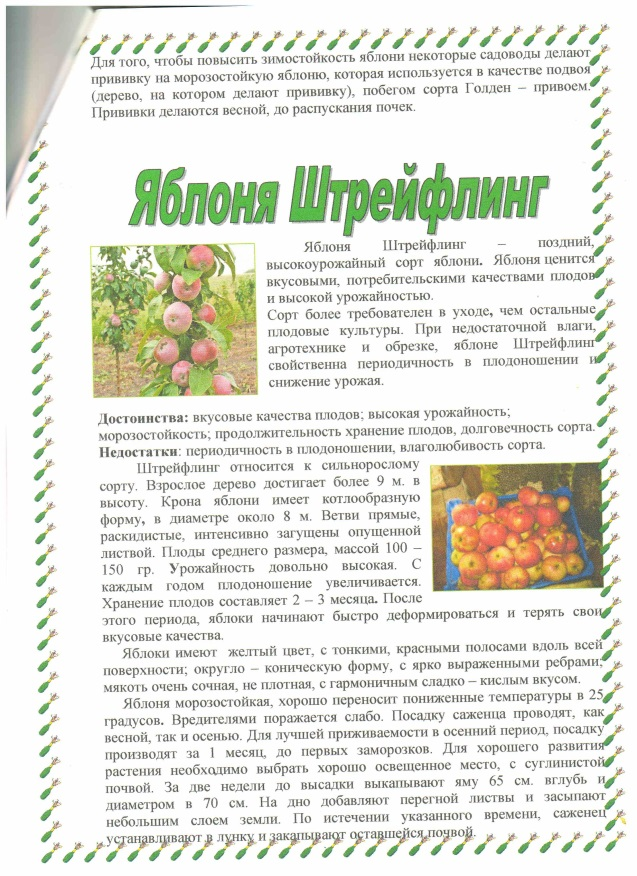 Для того, чтобы повысить зимостойкость яблони некоторые садоводы делают
прививку на морозостойкую яблоню, которая используется в качестве подвоя
(дерево, на котором делают прививку), побегом сорта Голден – привоем.
Прививки делаются весной, до распускания почек.
Яблоня Штрейфлинг
Яблоня Штрейфлинг – поздний,
высокоурожайный сорт яблони. Яблоня ценится
вкусовыми, потребительскими качествами плодов
и высокой урожайностью.
Сорт более требователен в уходе, чем остальные
плодовые культуры. При недостаточной влаги,
агротехнике и обрезке, яблоне Штрейфлинг
свойственна периодичность в плодоношении и
снижение урожая.
Достоинства: вкусовые качества плодов; высокая урожайность;
морозостойкость; продолжительность хранение плодов, долговечность сорта.
Недостатки: периодичность в плодоношении, влаголюбивость сорта.
Штрейфлинг относится к сильнорослому
сорту. Взрослое дерево достигает более 9 м. в
высоту. Крона яблони имеет котлообразную
форму, в диаметре около 8 м. Ветви прямые,
раскидистые, интенсивно загущены опущенной
листвой. Плоды среднего размера, массой 100 –
150 гр. Урожайность довольно высокая. С
каждым годом плодоношение увеличивается.
Хранение плодов составляет 2 – 3 месяца. После
этого периода, яблоки начинают быстро деформироваться и терять свои
вкусовые качества.
Яблоки имеют желтый цвет, с тонкими, красными полосами вдоль всей
поверхности; округло – коническую форму, с ярко выраженными ребрами;
мякоть очень сочная, не плотная, с гармоничным сладко – кислым вкусом.
Яблоня морозостойкая, хорошо переносит пониженные температуры в 25
градусов. Вредителями поражается слабо. Посадку саженца проводят, как
весной, так и осенью. Для лучшей приживаемости в осенний период, посадку
производят за 1 месяц, до первых заморозков. Для хорошего развития
растения необходимо выбрать хорошо освещенное место, с суглинистой
почвой. За две недели до высадки выкапывают яму 65 см. вглубь и
диаметром в 70 см. На дно добавляют перегной листвы и засыпают
небольшим слоем земли. По истечении указанного времени, саженец
устанавливают в лунку и закапывают оставшейся почвой.